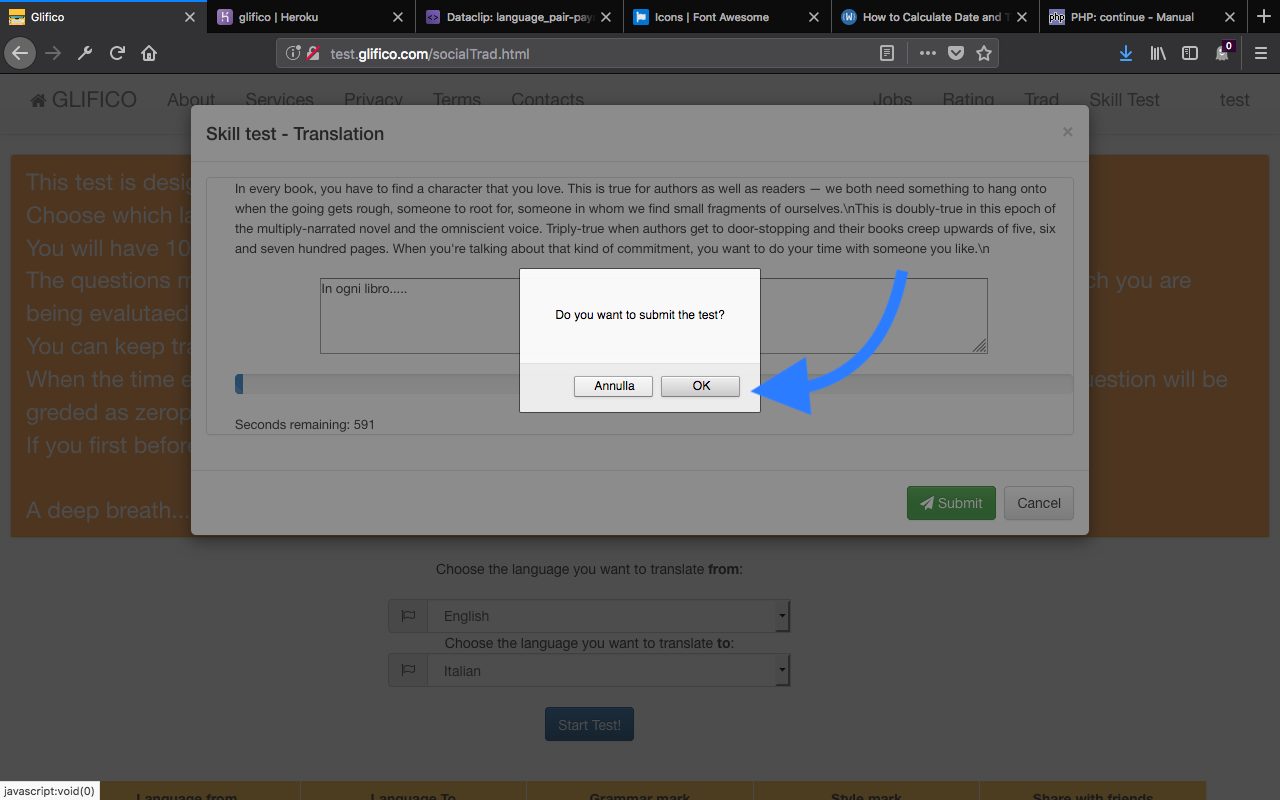 Glifico
glifico | Heroku
Dataclip: language_pair-pay
Icons | Font Awesome
How to Calculate Date and T
php PHP: continue - Manual
test.glifico.com/socialTrad.html
0
GLIFICO About Services Privacy Terms Contacts Jobs Rating Trad Skill Test test
Skill test - Translation ×
This test is desig
Choose which la
You will have 10
The questions m
ch you are
being evalutaed
You can keep tra
When the time e
estion will be
greded as zerop
If you first before
A deep breath...
In every book, you have to find a character that you love. This is true for authors as well as readers — we both need something to hang onto
when the going gets rough, someone to root for, someone in whom we find small fragments of ourselves.\nThis is doubly-true in this epoch of
the multiply-narrated novel and the omniscient voice. Triply-true when authors get to door-stopping and their books creep upwards of five, six
and seven hundred pages. When you're talking about that kind of commitment, you want to do your time with someone you like.\n
In ogni libro.....
Do you want to submit the test?
Annulla OK
Seconds remaining: 591
Submit Cancel
Choose the language you want to translate from:
English
Choose the language you want to translate to:
Italian
Start Test!
javascript:void(0)
Language from Language To Grammar mark Style mark Share with friends